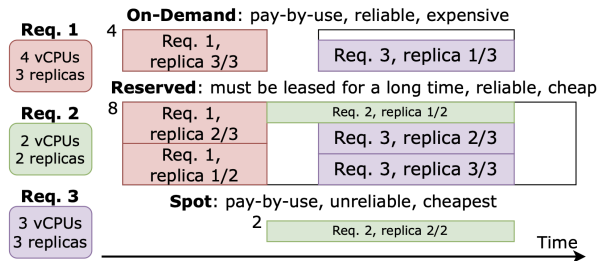 On-Demand: pay-by-use, reliable, expensive
Req. 1
4 vCPUs
3 replicas
4
Req. 1,
replica 3/3
Req. 3, replica 1/3
Reserved: must be leased for a long time, reliable, cheap
Req. 2
2 vCPUs
2 replicas
8
Req. 1,
replica 2/3
Req. 1,
replica 1/2
Req. 2, replica 1/2
Req. 3, replica 2/3
Req. 3, replica 3/3
Req. 3
3 vCPUs
3 replicas
Spot: pay-by-use, unreliable, cheapest
2
Req. 2, replica 2/2
Time